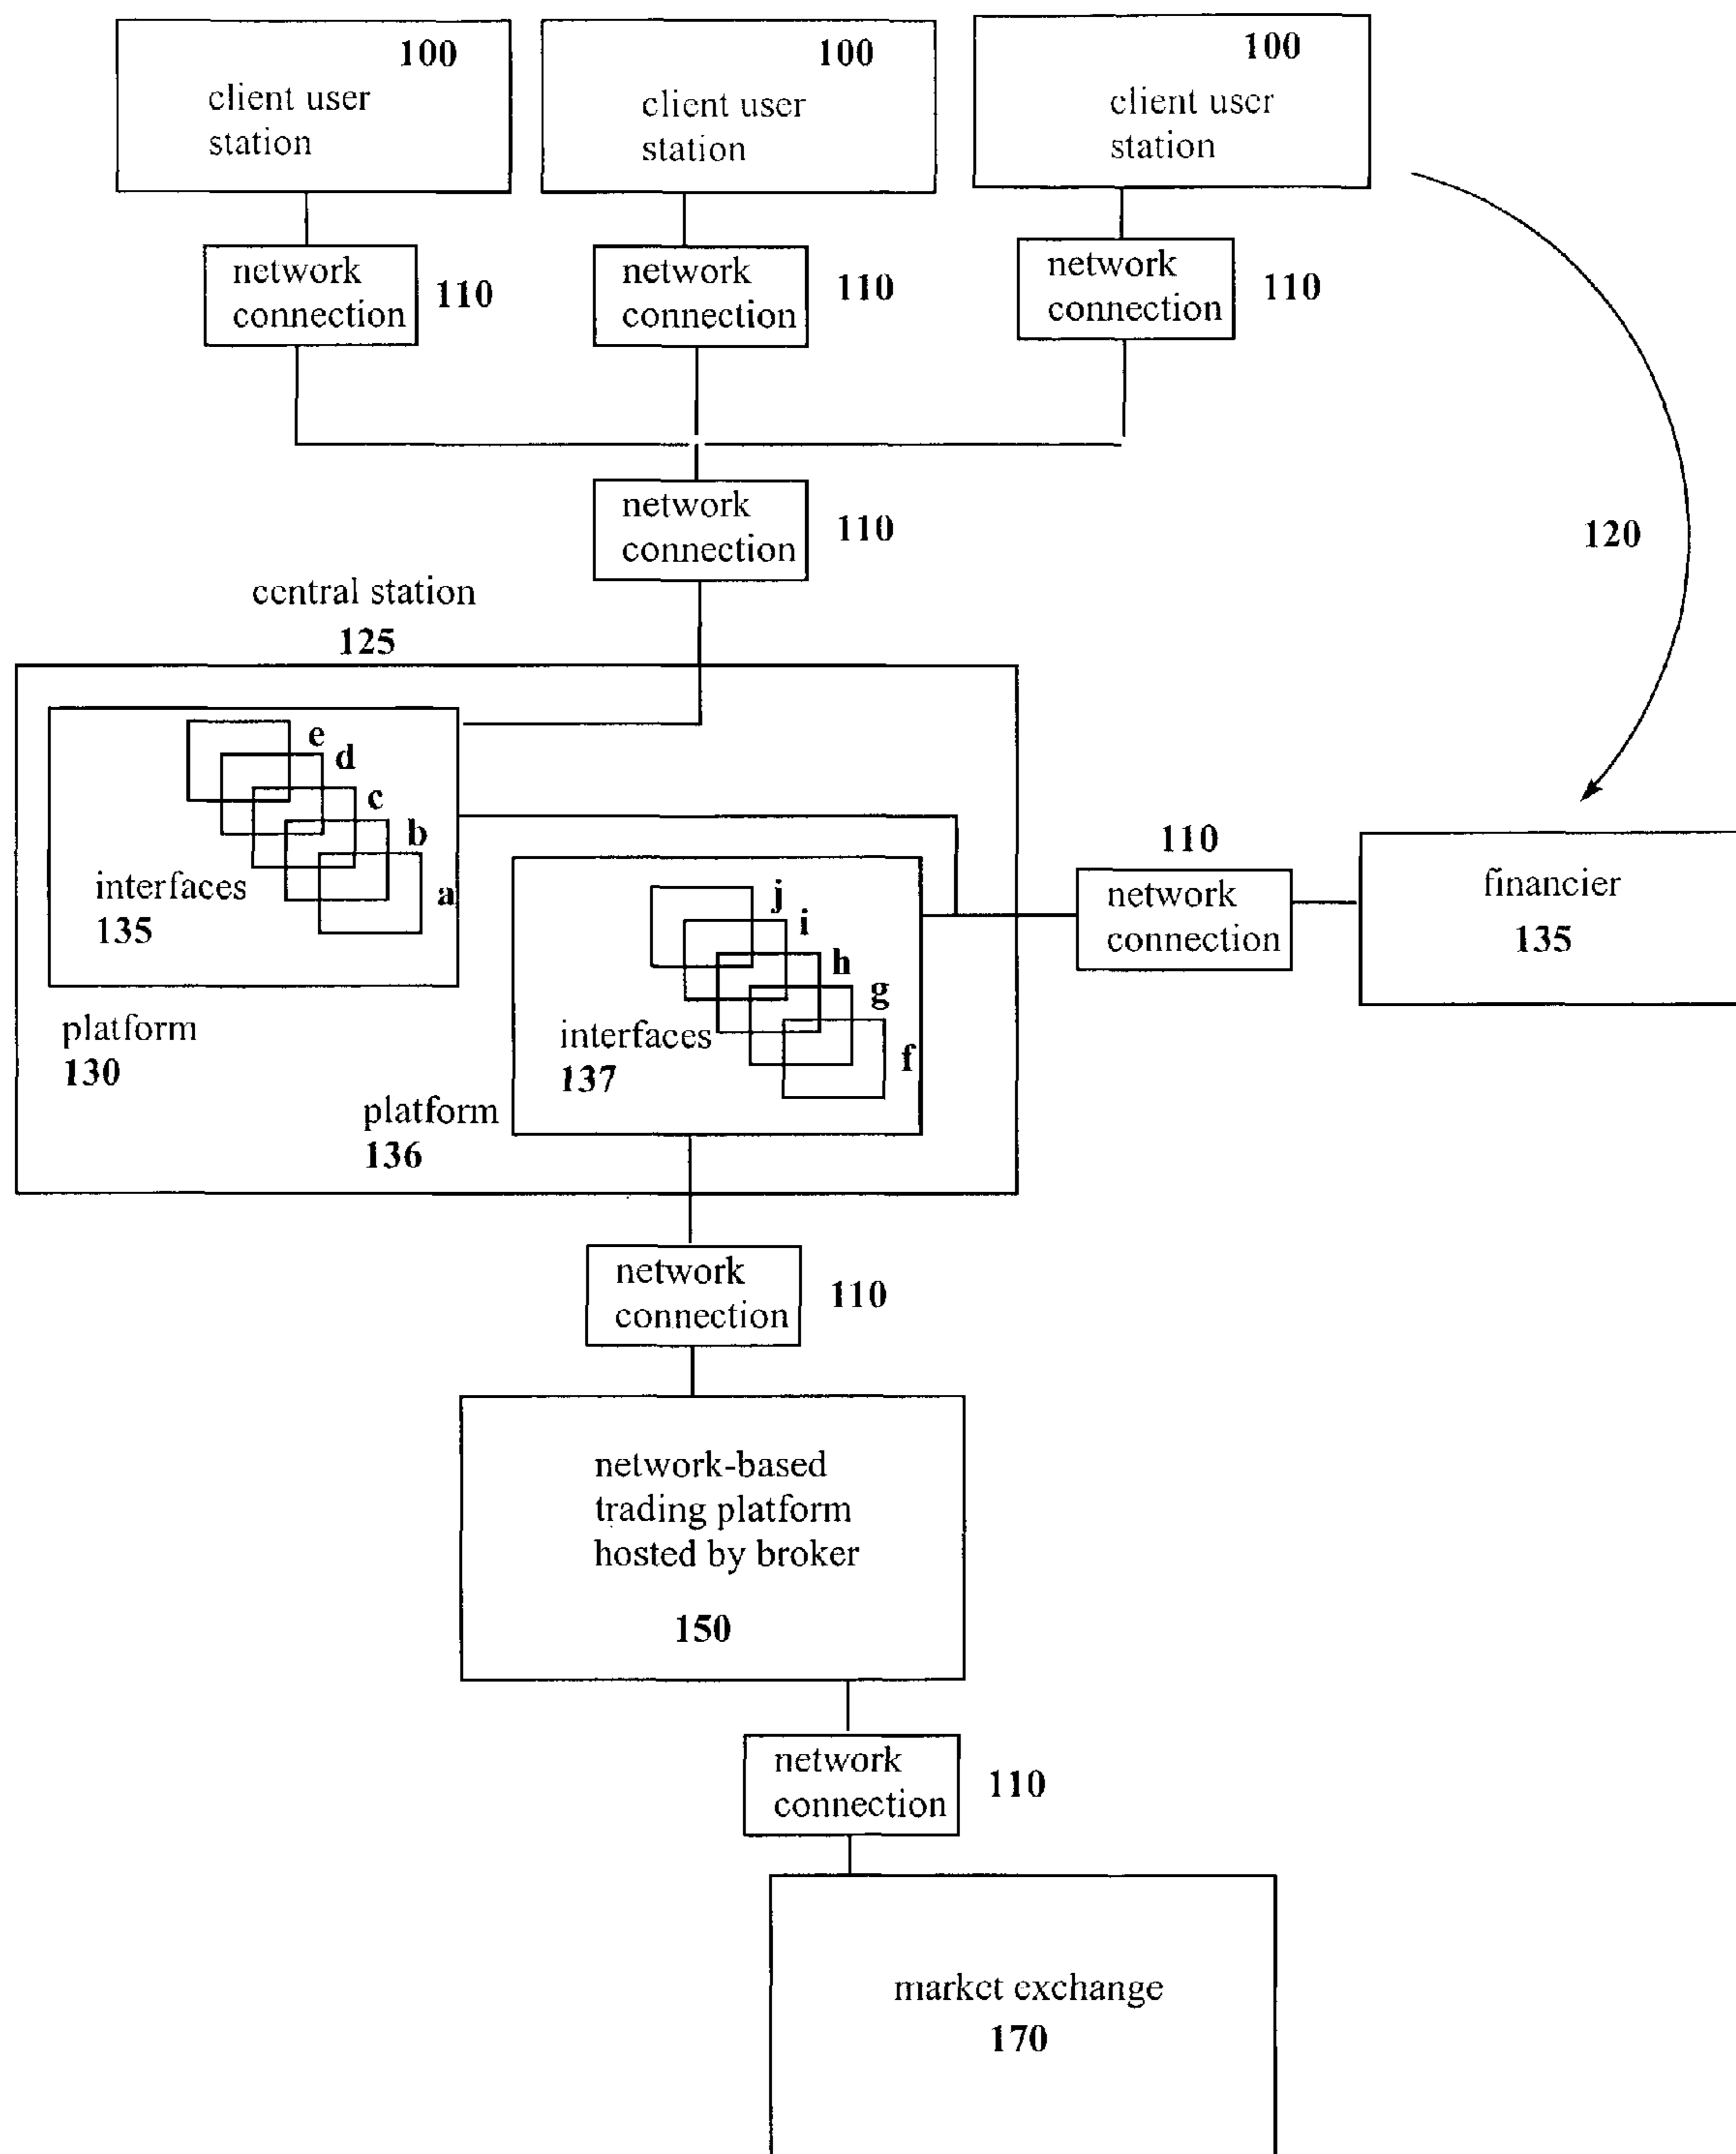 100
client user
station
100
client user
station
100
client user
station
network
connection
110
network
connection
110
network
connection
110
network
connection
110
120
central station
125
e
d
c
b
a
interfaces
135
platform
130
j
i
h
g
f
interfaces
137
platform
136
110
network
connection
financier
135
network
connection
110
network-based
trading platform
hosted by broker
150
network
connection
110
market exchange
170